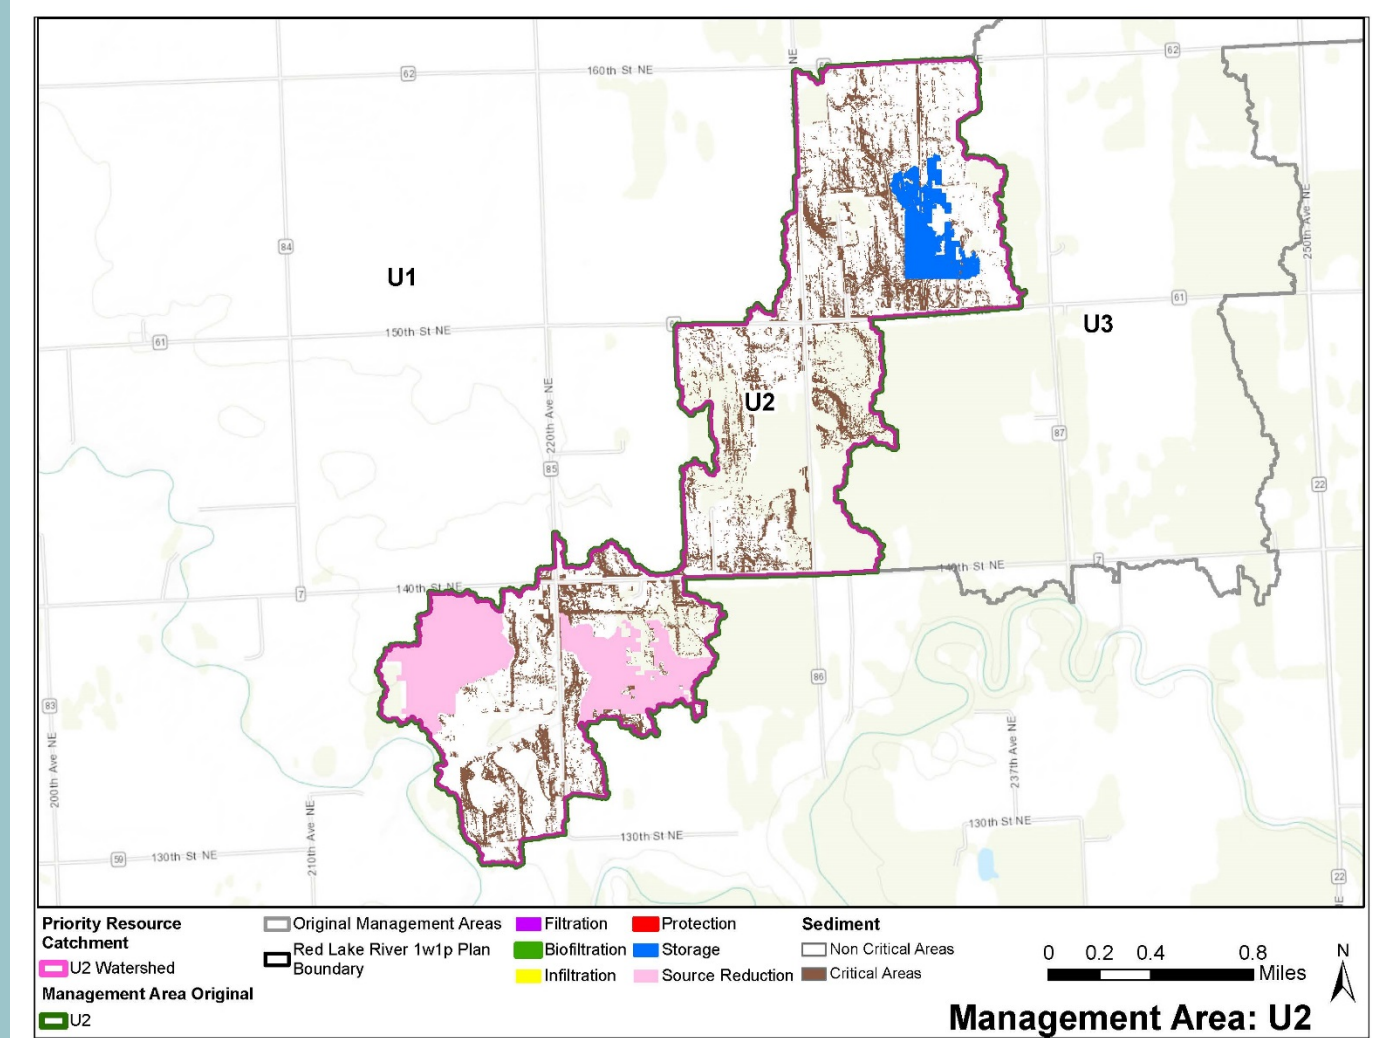 62
160th St NE
NE
62
84
U1
250th Ave NE
61
150th St NE
61
U3
220th Ave NE
U2
87
85
22
7
140th St NE
7
140th St NE
86
83
200th Ave NE
237th Ave NE
210th Ave NE
59
130th St NE
130th St NE
130th St NE
22
NE
Priority Resource
Catchment
U2 Watershed
Management Area Original
U2
Original Management Areas
Red Lake River 1w1p Plan
Boundary
Filtration
Biofiltration
Infiltration
Protection
Storage
Source Reduction
Sediment
Non Critical Areas
Critical Areas
0 0.2 0.4 0.8
Miles
N
Management Area: U2